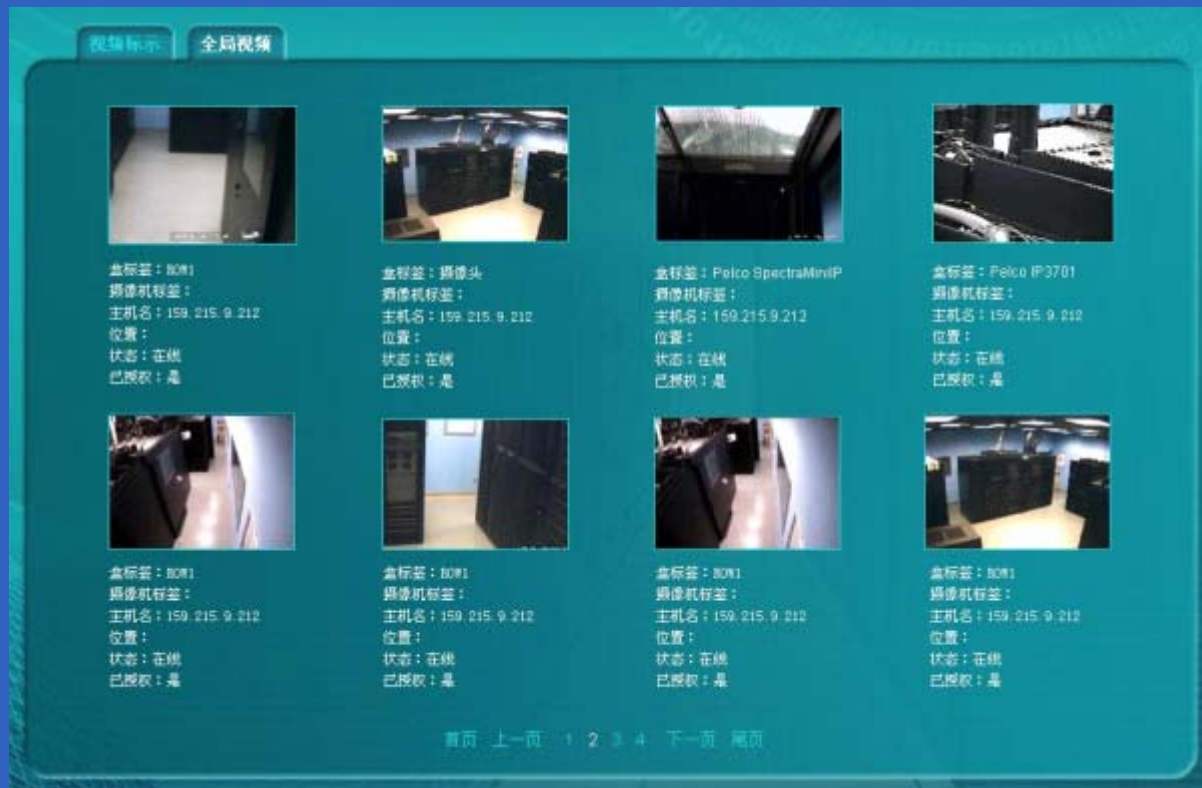 视频标示 全局视频
盒标签：BOW1
摄像机标签：
主机名：159.215.9.212
位置：
状态：在线
已授权：是
盒标签：摄像头
摄像机标签：
主机名：159.215.9.212
位置：
状态：在线
已授权：是
盒标签：Pelco SpectraMiniIP
摄像机标签：
主机名：159.215.9.212
位置：
状态：在线
已授权：是
盒标签：Pelco IP3701
摄像机标签：
主机名：159.215.9.212
位置：
状态：在线
已授权：是
盒标签：BOW1
摄像机标签：
主机名：159.215.9.212
位置：
状态：在线
已授权：是
盒标签：BOW1
摄像机标签：
主机名：159.215.9.212
位置：
状态：在线
已授权：是
盒标签：BOW1
摄像机标签：
主机名：159.215.9.212
位置：
状态：在线
已授权：是
盒标签：BOW1
摄像机标签：
主机名：159.215.9.212
位置：
状态：在线
已授权：是
首页 上一页 1 2 3 4 下一页 尾页